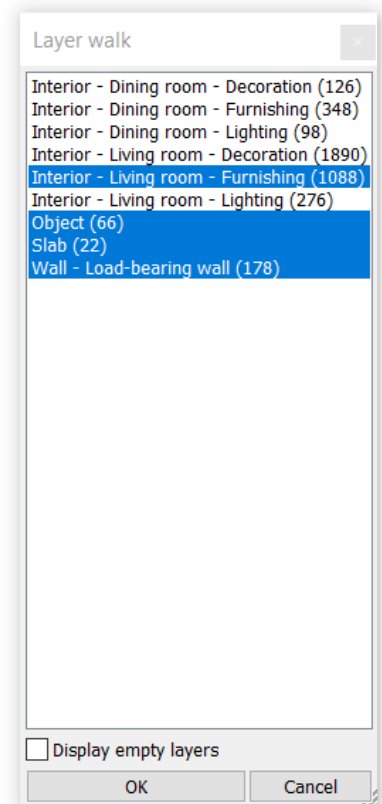 Layer walk
Interior - Dining room - Decoration (126)
Interior - Dining room - Furnishing (348)
Interior - Dining room - Lighting (98)
Interior - Living room - Decoration (1890)
Interior - Living room - Furnishing (1088)
Interior - Living room - Lighting (276)
Object (66)
Slab (22)
Wall - Load-bearing wall (178)
Display empty layers
OK Cancel